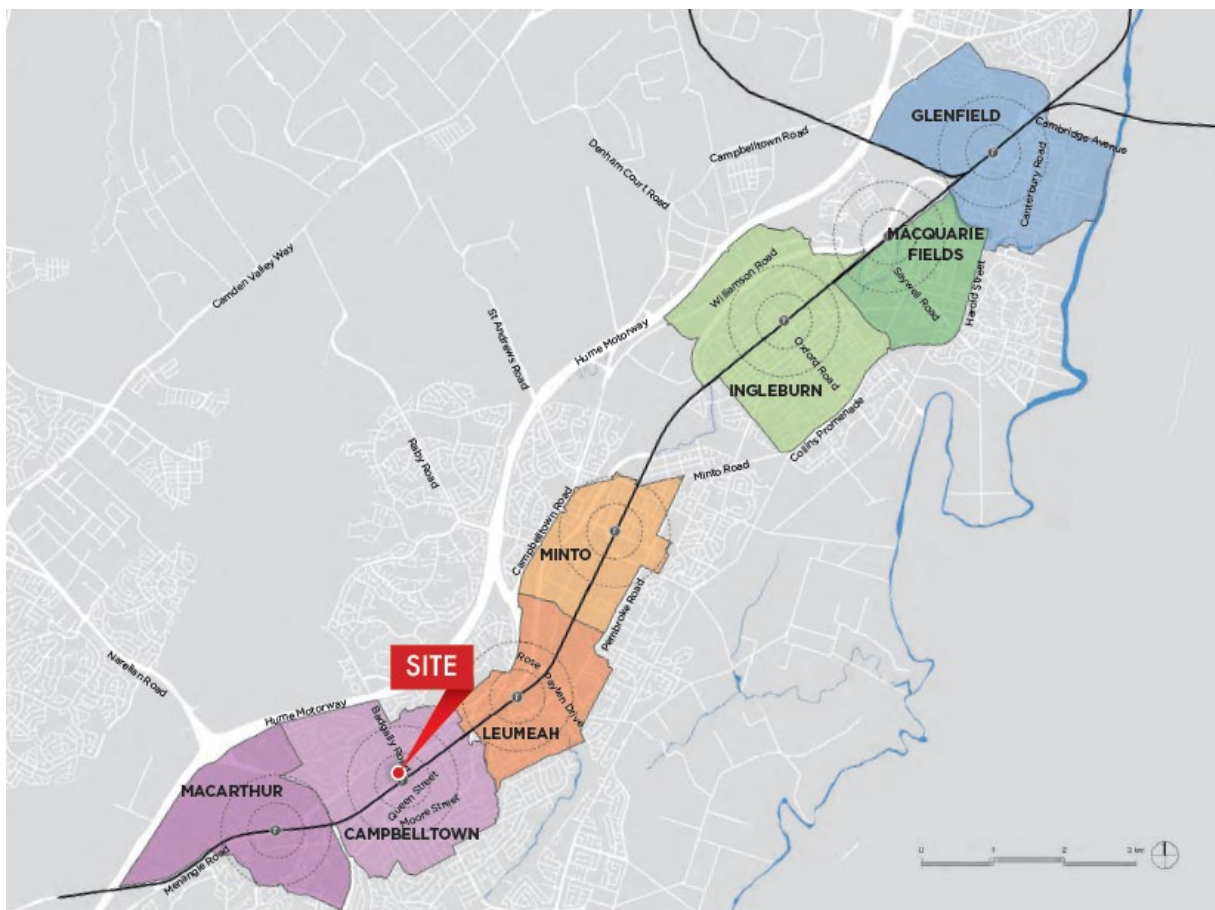 GLENFIELD
Cambridge Avenue
Campbelltown Road
Denham Court Road
Canterbury Road
MACQUARIE
FIELDS
Williamson Road
Saywell Road
Harold Street
Camden Valley Way
St Andrews Road
Hume Motorway
Oxford Road
INGLEBURN
Collins Promenade
Raby Road
Minto Road
Campbelltown Road
MINTO
Pembroke Road
Narellan Road
SITE
Rose Payten Drive
Hume Motorway
Badgally Road
LEUMEAH
MACARTHUR
Queen Street
Moore Street
CAMPBELLTOWN
Menangle Road
0 1 2 3 km